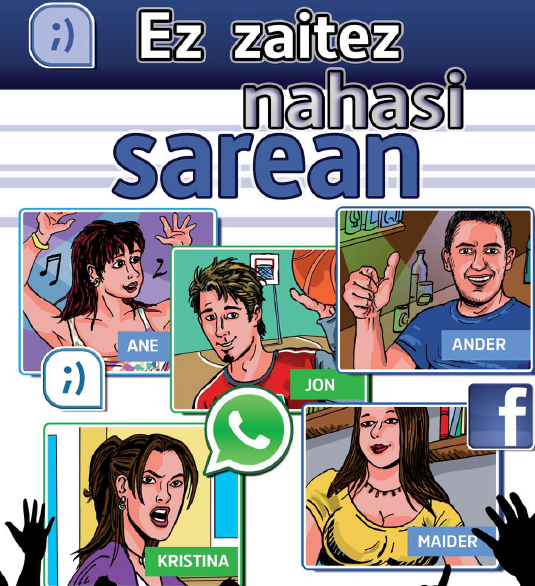 ;)
Ez zaitez
nahasi
sarean
ANE
JON
ANDER
;)
f
KRISTINA
MAIDER